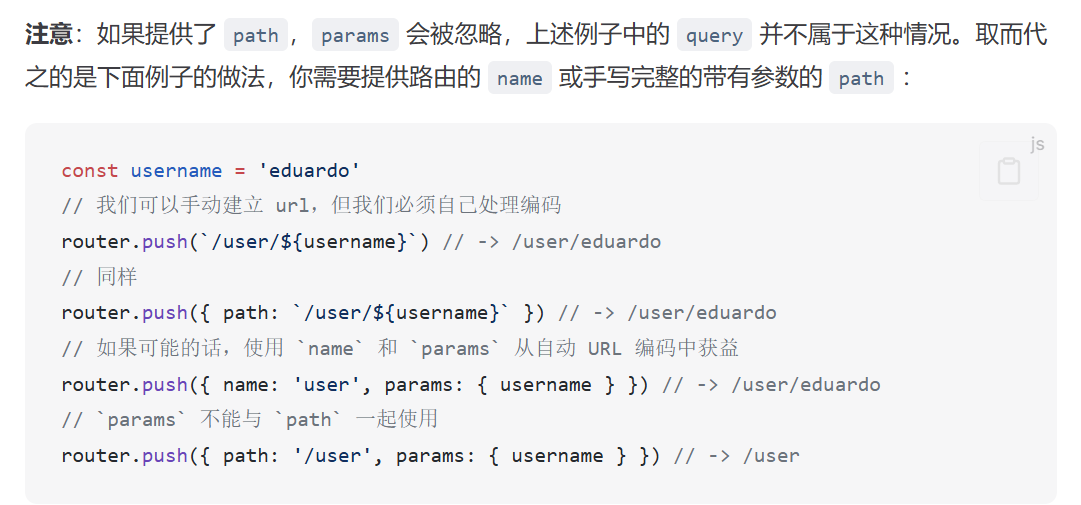 注意：如果提供了 path，params 会被忽略，上述例子中的 query 并不属于这种情况。取而代
之的是下面例子的做法，你需要提供路由的 name 或手写完整的带有参数的 path ：
js
const username = 'eduardo'
// 我们可以手动建立 url，但我们必须自己处理编码
router.push(`/user/${username}`) // -> /user/eduardo
// 同样
router.push({ path: `/user/${username}` }) // -> /user/eduardo
// 如果可能的话，使用 `name` 和 `params` 从自动 URL 编码中获益
router.push({ name: 'user', params: { username } }) // -> /user/eduardo
// `params` 不能与 `path` 一起使用
router.push({ path: '/user', params: { username } }) // -> /user